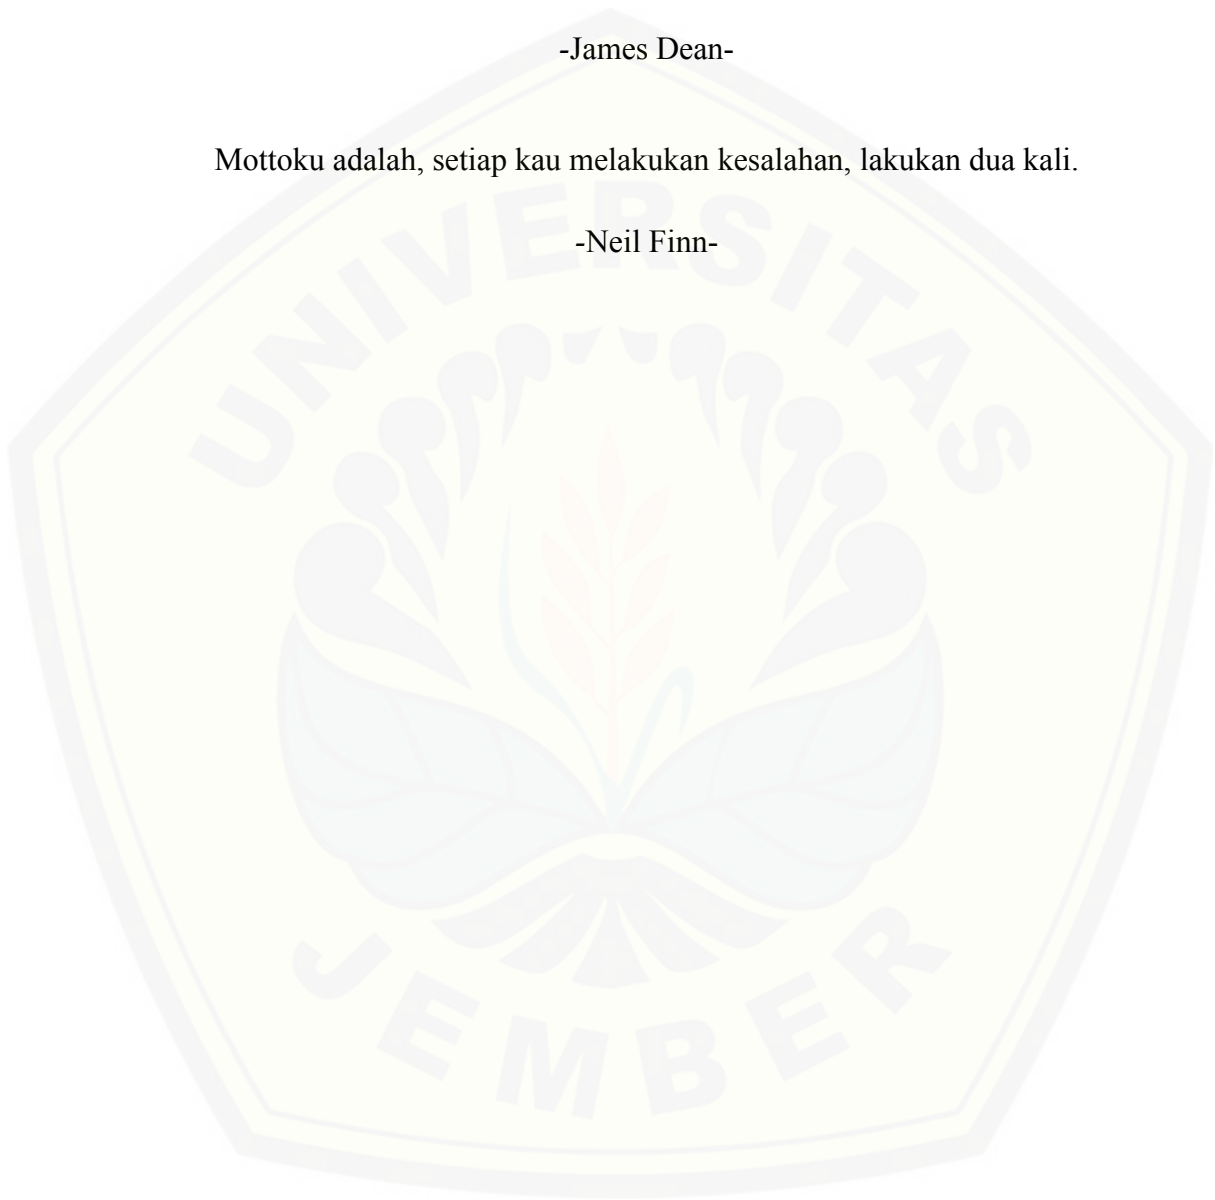 -James Dean-
Mottoku adalah, setiap kau melakukan kesalahan, lakukan dua kali.
-Neil Finn-
UNIVERSITAS
JEMBER